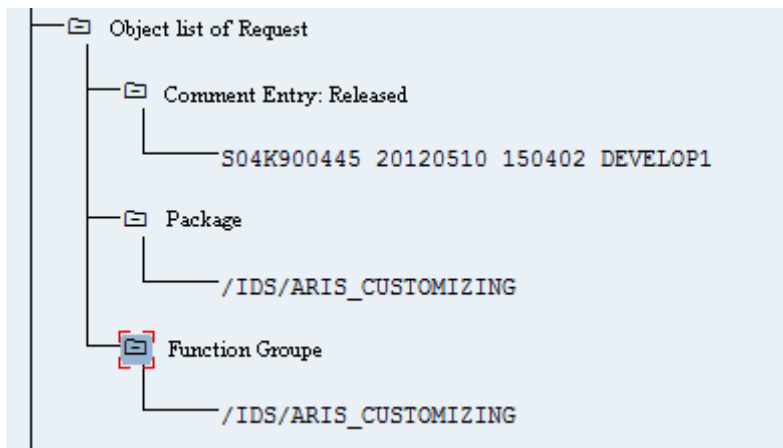 Object list of Request
Comment Entry: Released
S04K900445 20120510 150402 DEVELOP1
Package
/IDS/ARIS_CUSTOMIZING
Function Groupe
/IDS/ARIS_CUSTOMIZING